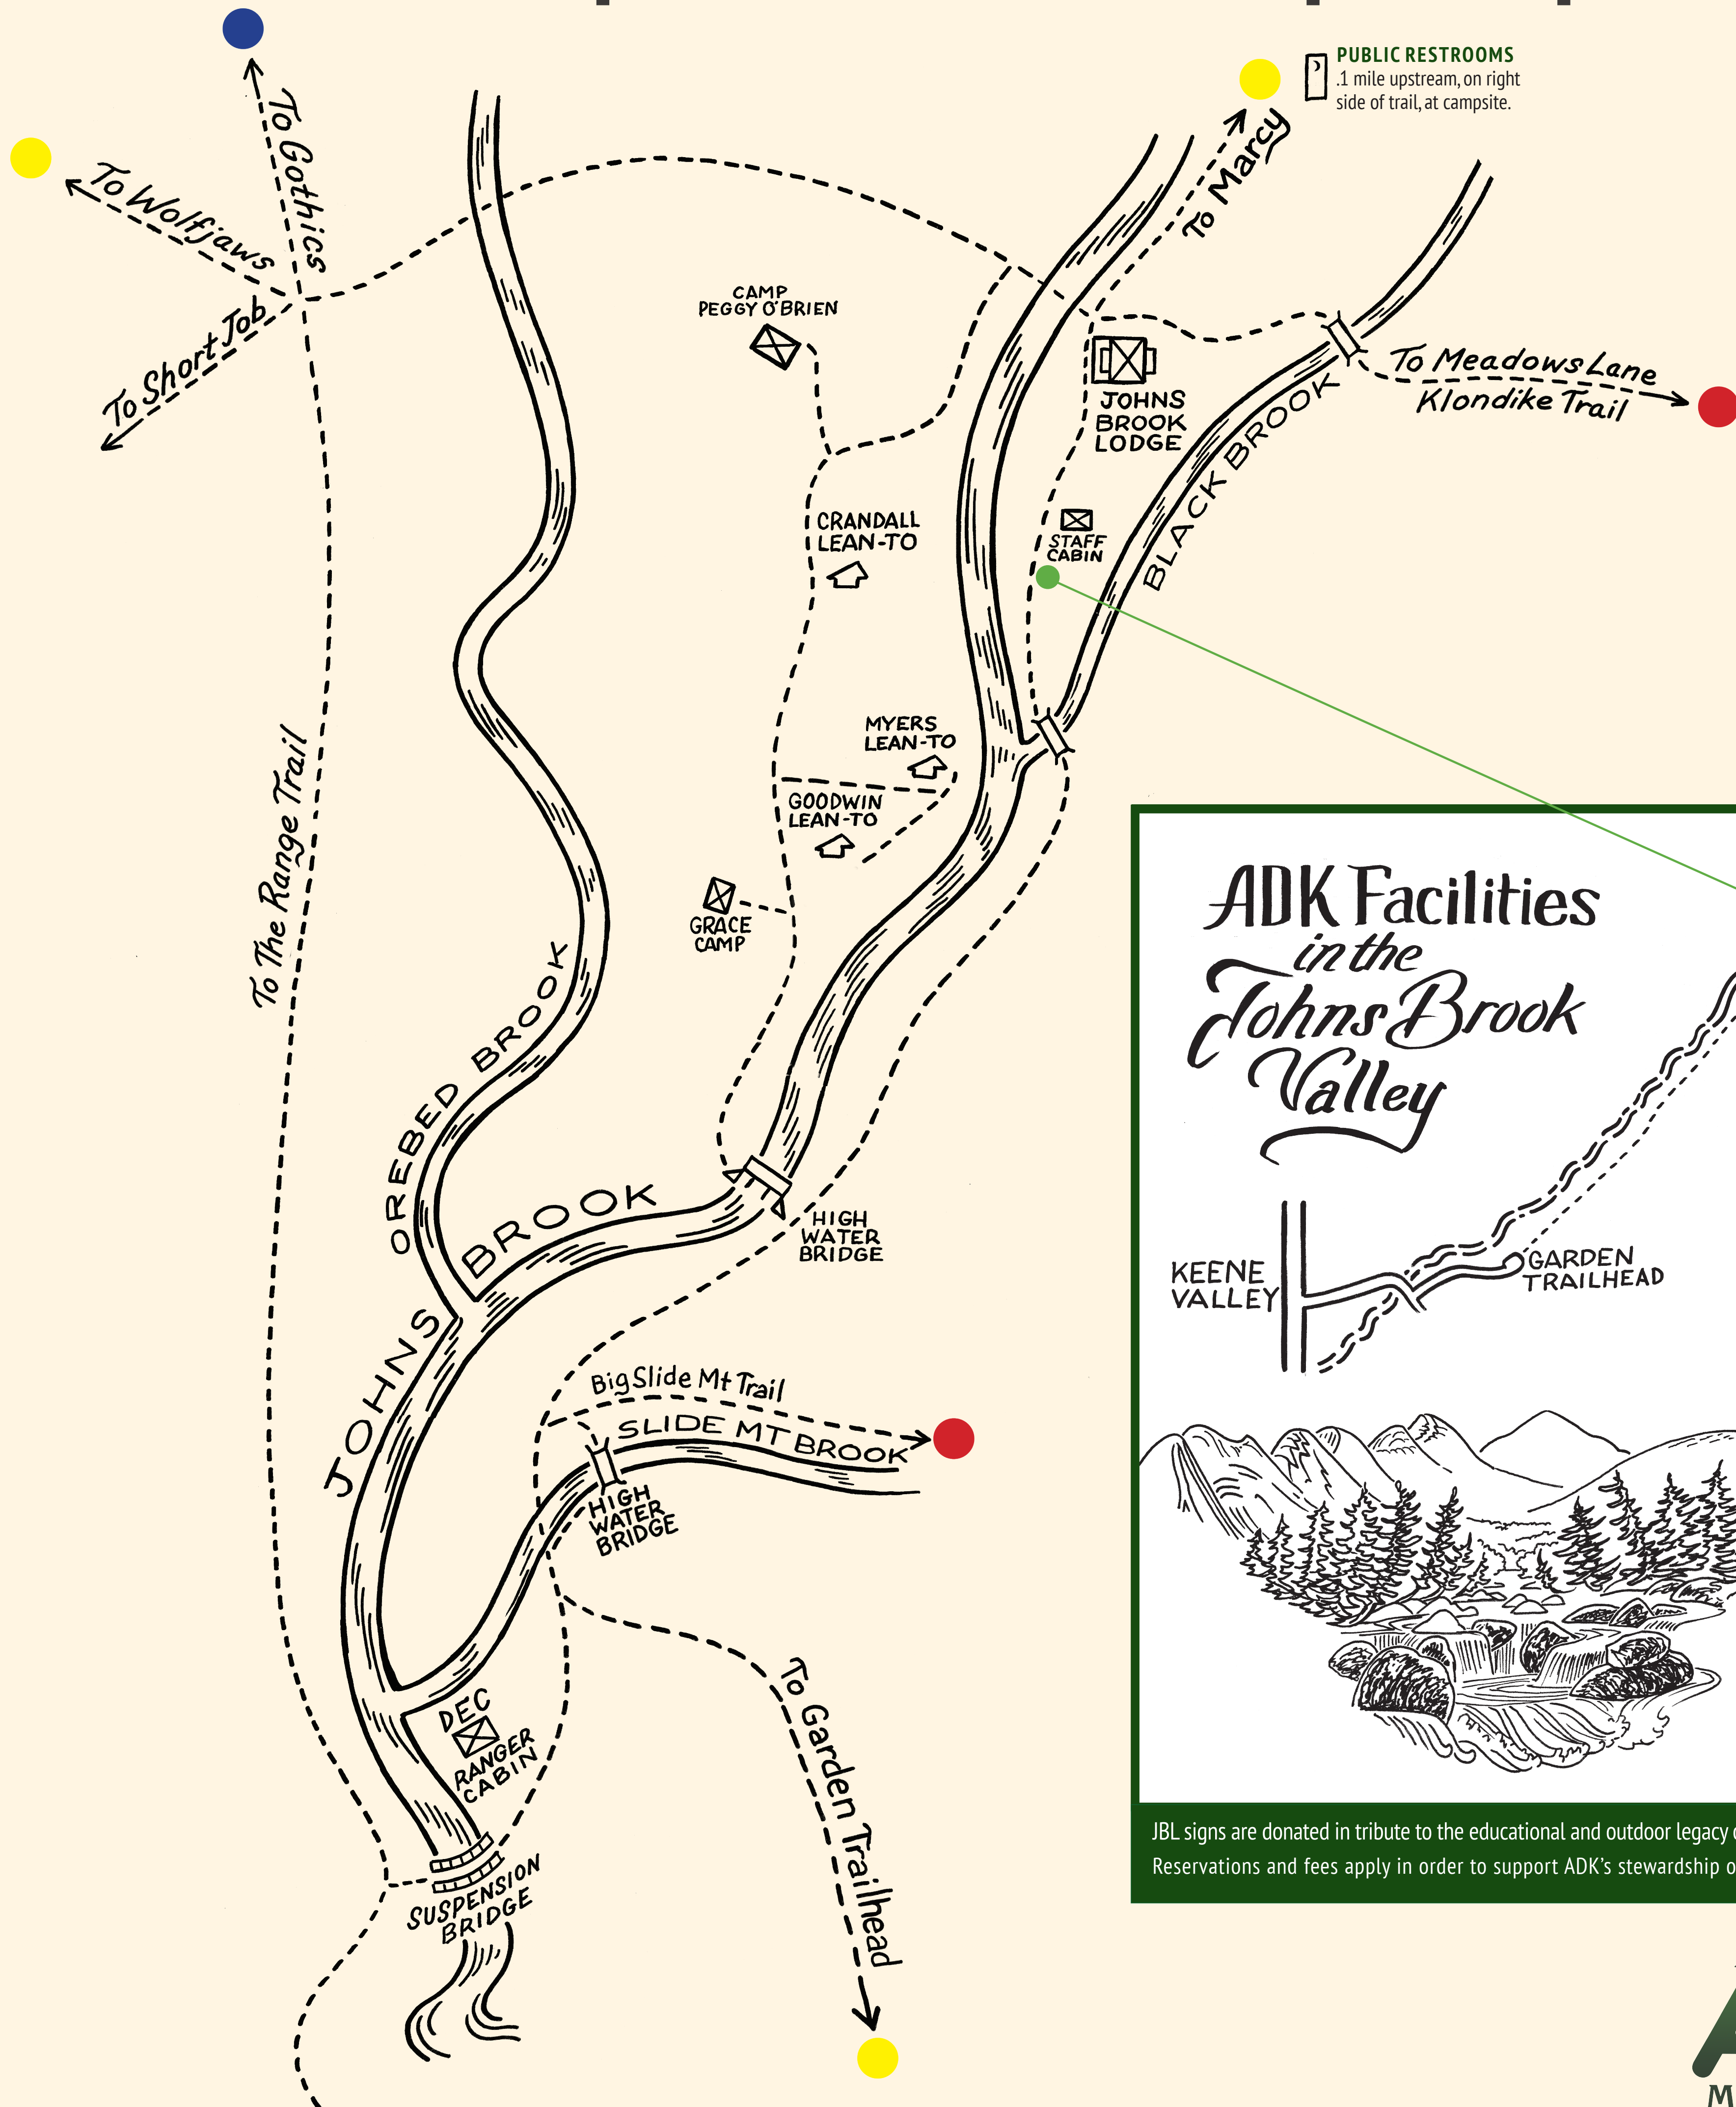 PUBLIC RESTROOMS
.1 mile upstream, on right
side of trail, at campsite.
To Gothics
To Wolfjaws
To Marcy
To Short Job
CAMP
PEGGY O'BRIEN
To Meadows Lane
Klondike Trail
JOHNS
BROOK
LODGE
BLACK BROOK
CRANDALL
LEAN-TO
STAFF
CABIN
MYERS
LEAN-TO
GOODWIN
LEAN-TO
To The Range Trail
GRACE
CAMP
OREBED BROOK
JOHNS BROOK
HIGH
WATER
BRIDGE
Big Slide Mt Trail
SLIDE MT BROOK
HIGH
WATER
BRIDGE
DEC
RANGER
CABIN
To Garden Trailhead
SUSPENSION
BRIDGE
ADK Facilities
in the
Johns Brook
Valley
KEENE
VALLEY
GARDEN
TRAILHEAD
JBL signs are donated in tribute to the educational and outdoor legacy
Reservations and fees apply in order to support ADK's stewardship